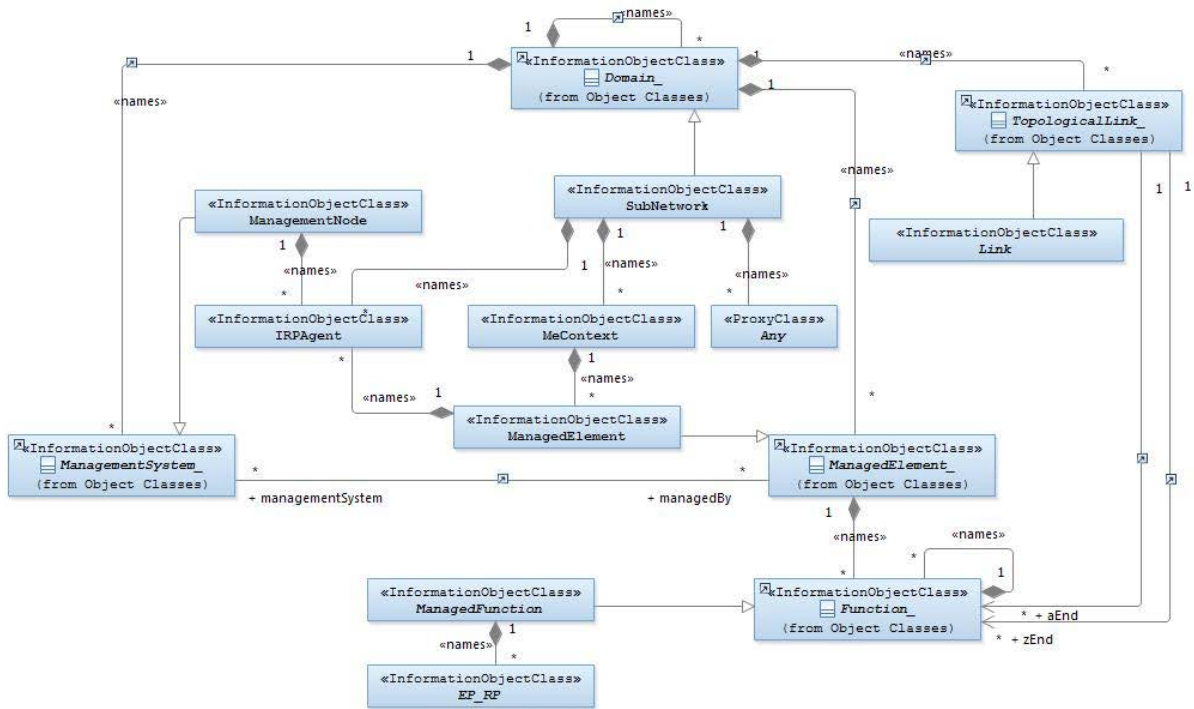 «names»
1
*
1
«InformationObjectClass»
Domain_
(from Object Classes)
1
«names»
*
1
«names»
«InformationObjectClass»
TopologicalLink_
(from Object Classes)
«names»
1
1
«InformationObjectClass»
SubNetwork
«InformationObjectClass»
ManagementNode
«InformationObjectClass»
Link
1
«names»
*
1
«names»
*
1
«names»
*
1
«names»
*
«InformationObjectClass»
IRPAgent
«InformationObjectClass»
MeContext
«ProxyClass»
Any
*
1
«names»
*
«names»
1
*
*
«InformationObjectClass»
ManagedElement
«InformationObjectClass»
ManagementSystem_
(from Object Classes)
«InformationObjectClass»
ManagedElement_
(from Object Classes)
*
*
+ managementSystem
+ managedBy
1
«names»
*
«names»
*
1
«InformationObjectClass»
ManagedFunction
«InformationObjectClass»
Function_
(from Object Classes)
* + aEnd
* + zEnd
1
«names»
*
«InformationObjectClass»
EP_RP